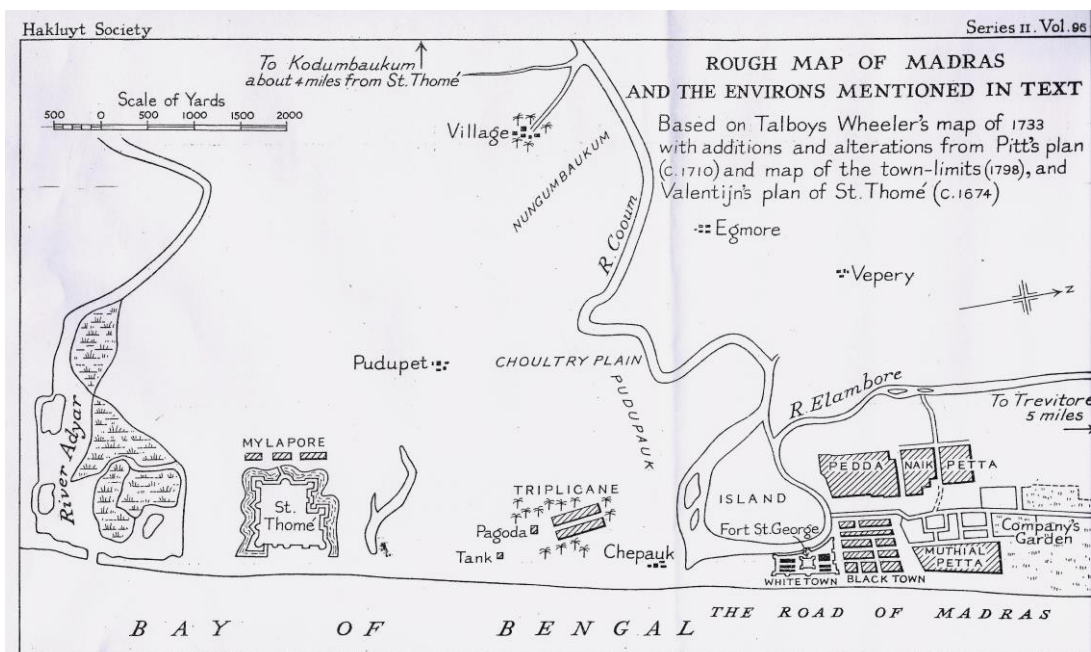 Hakluyt Society
Series II. Vol. 96
To Kodumbaukum
about 4 miles from St. Thomé
ROUGH MAP OF MADRAS
AND THE ENVIRONS MENTIONED IN TEXT
Based on Talboys Wheeler's map of 1733
with additions and alterations from Pitt's plan
(c.1710) and map of the town-limits (1798), and
Valentijn's plan of St. Thomé (c.1674)
Scale of Yards
500 0 500 1000 1500 2000
Village
NUNGUMBAUKUM
R. Cooum
Egmore
Vepery
N
Pudupet
CHOULTRY PLAIN
PUDUPAUK
R. Elambore
To Trevitore
5 miles
River Adyar
MYLAPORE
St.
Thomé
TRIPLICANE
Pagoda
Tank
Chepauk
ISLAND
Fort St. George
PEDDA NAIK PETTA
Company's
Garden
MUTHIAL
PETTA
WHITE TOWN
BLACK TOWN
BAY OF BENGAL
THE ROAD OF MADRAS